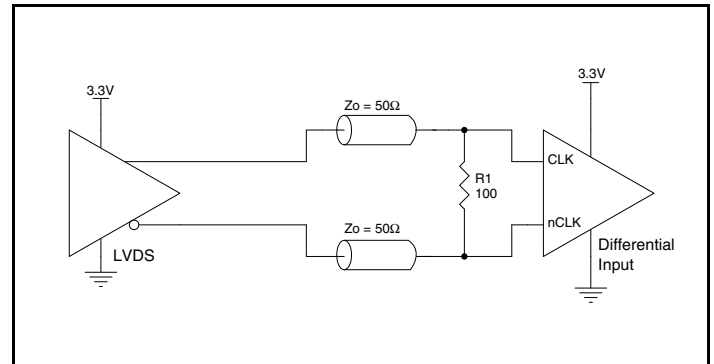 3.3V
LVDS
Zo = 50Ω
Zo = 50Ω
R1
100
3.3V
CLK
nCLK
Differential
Input